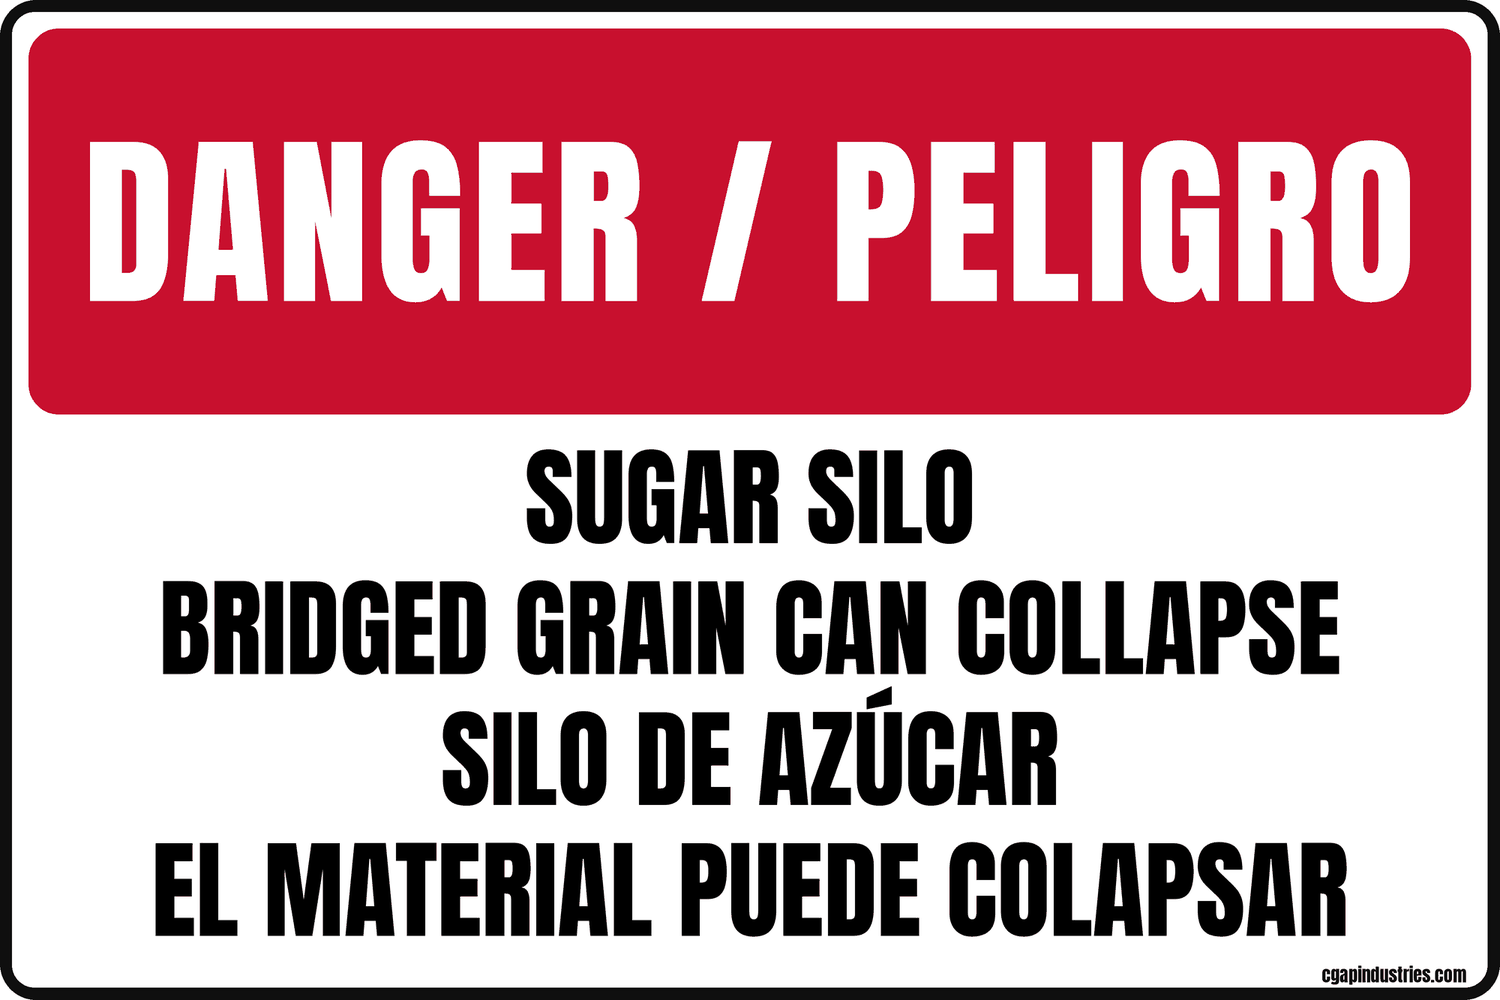 DANGER / PELIGRO
SUGAR SILO
BRIDGED GRAIN CAN COLLAPSE
SILO DE AZÚCAR
EL MATERIAL PUEDE COLAPSAR
cgapindustries.com